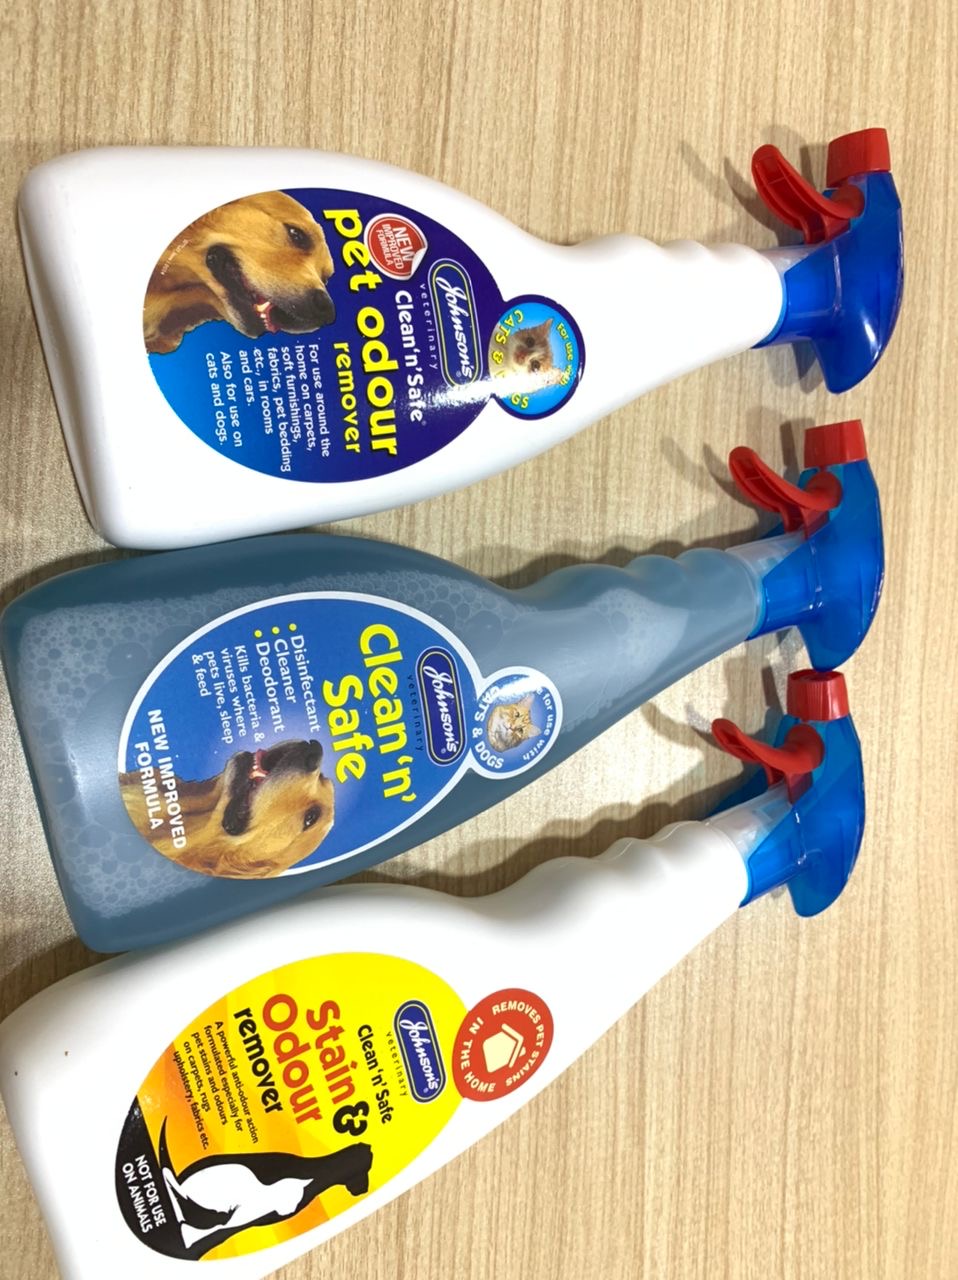 For use with
CATS & DOGS
Johnson's
veterinary
Clean'n'Safe
NEW
IMPROVED
FORMULA
pet odour
remover
For use around the
home on carpets,
soft furnishings,
fabrics, pet bedding
etc., in rooms
and cars.
Also for use on
cats and dogs.
for use with
CATS & DOGS
Johnson's
veterinary
Clean'n'
Safe
• Disinfectant
• Cleaner
• Deodorant
Kills bacteria &
viruses where
pets live, sleep
& feed
NEW IMPROVED
FORMULA
REMOVES PET STAINS
IN THE HOME
Johnson's
veterinary
Clean'n'Safe
Stain &
Odour
remover
A powerful anti-odour action
formulated especially for
pet stains and odours
on carpets, rugs
upholstery, fabrics etc.
NOT FOR USE
ON ANIMALS